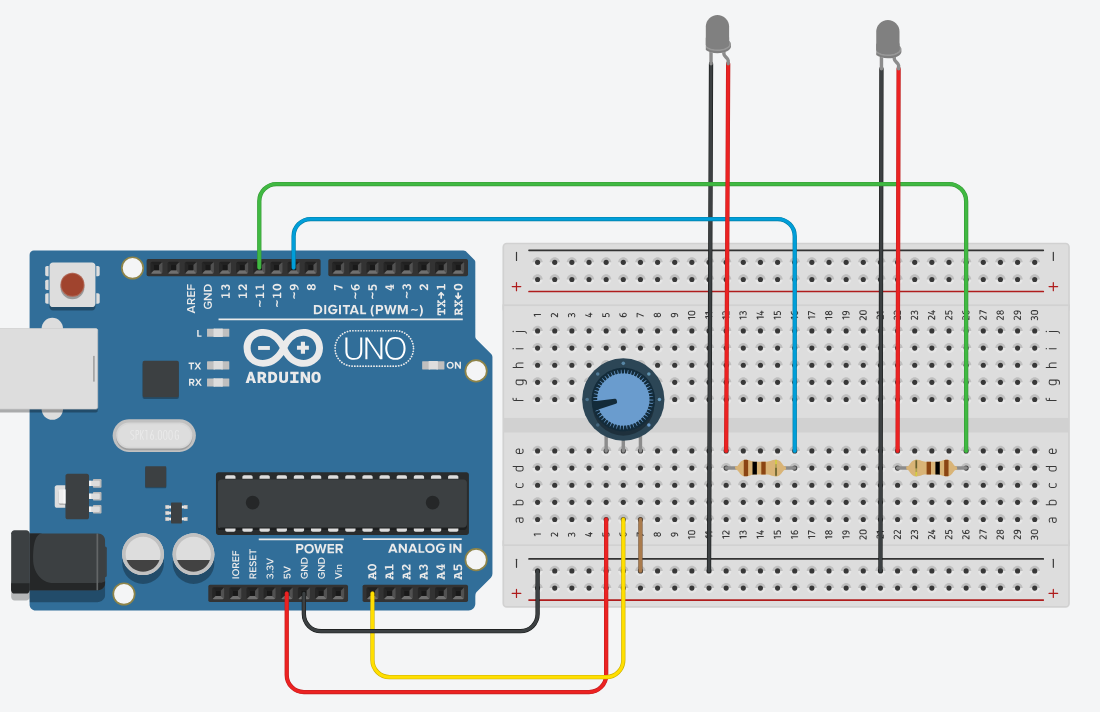 AREF
GND
13
12
~11
~10
~9
8
7
~6
~5
4
~3
2
TX→1
RX←0
DIGITAL (PWM~)
L
TX
RX
ARDUINO
UNO
ON
SPK16.000G
POWER
ANALOG IN
IOREF
RESET
3.3V
5V
GND
GND
Vin
A0
A1
A2
A3
A4
A5
− −
+ +
1 2 3 4 5 6 7 8 9 10 11 12 13 14 15 16 17 18 19 20 21 22 23 24 25 26 27 28 29 30
j j
i i
h h
g g
f f
e e
d d
c c
b b
a a
1 2 3 4 5 6 7 8 9 10 11 12 13 14 15 16 17 18 19 20 21 22 23 24 25 26 27 28 29 30
− −
+ +